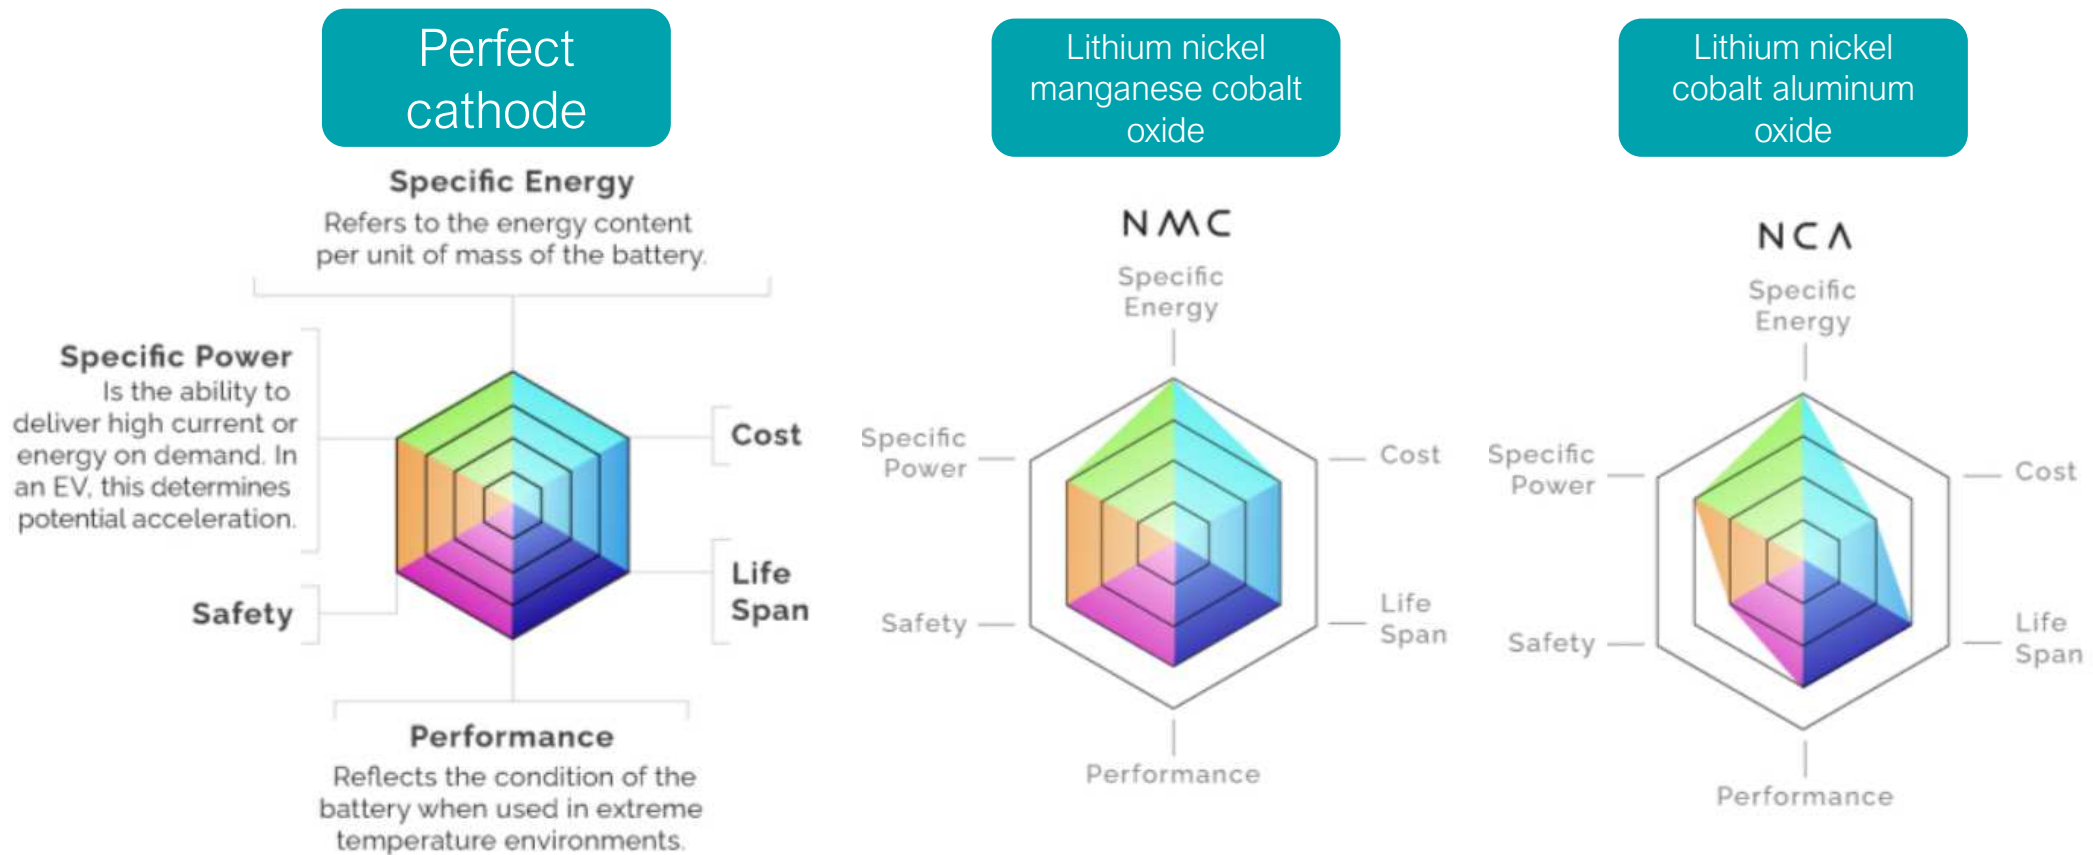 Perfect
cathode
Specific Energy
Refers to the energy content
per unit of mass of the battery.
Specific Power
Is the ability to
deliver high current or
energy on demand. In
an EV, this determines
potential acceleration.
Cost
Life
Span
Safety
Performance
Reflects the condition of the
battery when used in extreme
temperature environments.
Lithium nickel
manganese cobalt
oxide
NMC
Specific
Energy
Specific
Power
Cost
Safety
Life
Span
Performance
Lithium nickel
cobalt aluminum
oxide
NCA
Specific
Energy
Specific
Power
Cost
Safety
Life
Span
Performance